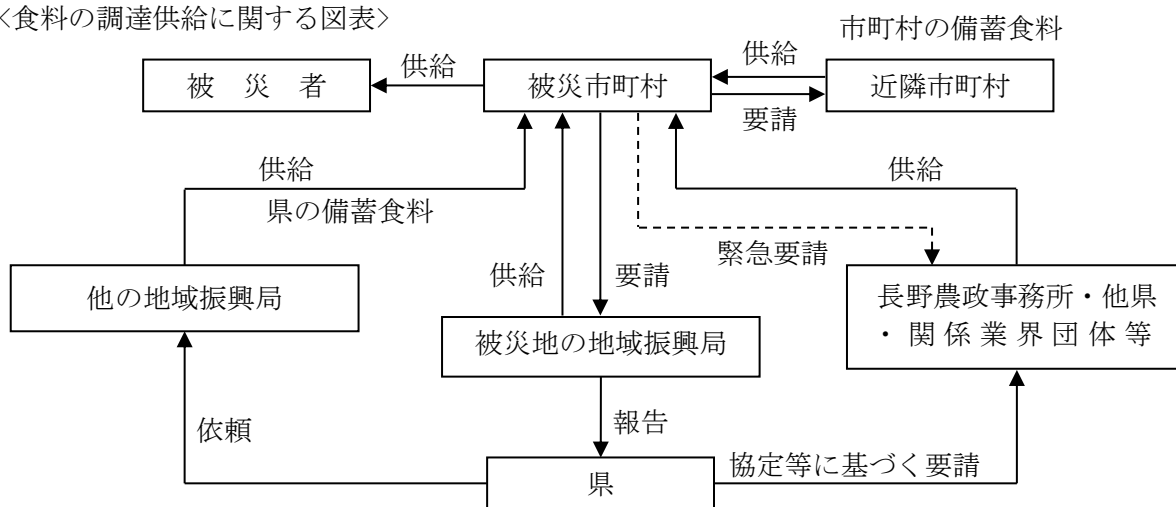 <食料の調達供給に関する図表>
市町村の備蓄食料
被災者
供給
被災市町村
供給
要請
近隣市町村
供給
県の備蓄食料
供給
緊急要請
供給
要請
他の地域振興局
被災地の地域振興局
長野農政事務所・他県
・関係業界団体等
依頼
報告
協定等に基づく要請
県